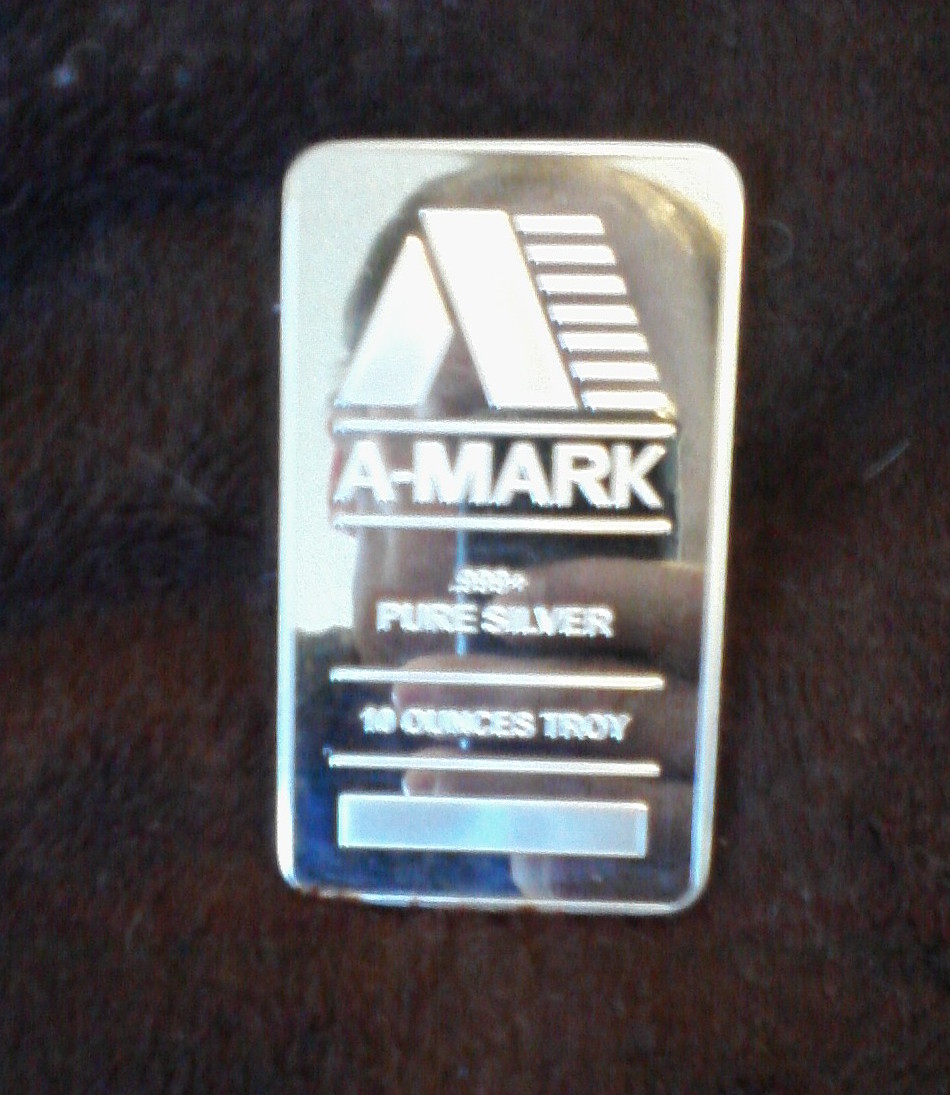 A-MARK
.999+
PURE SILVER
10 OUNCES TROY